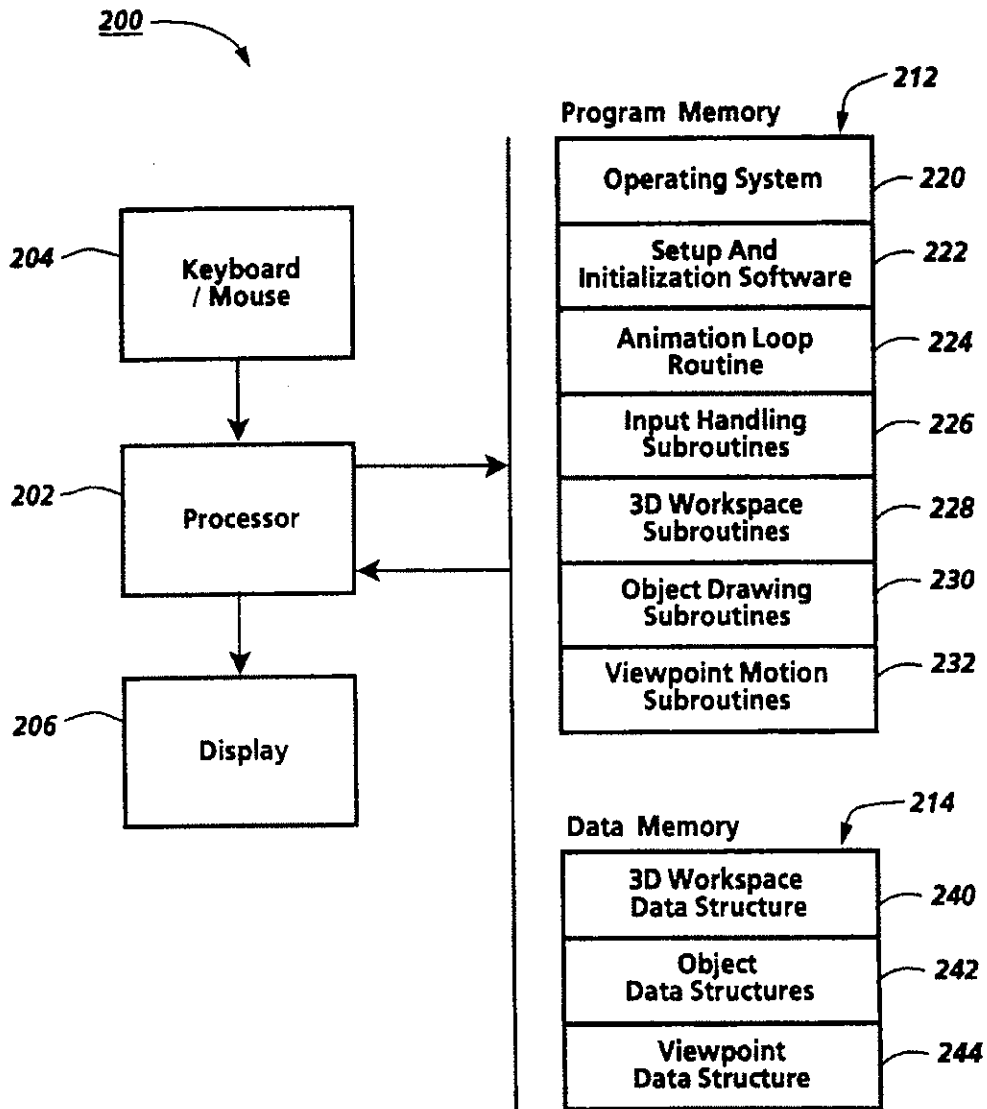 200
204
Keyboard
/ Mouse
202
Processor
206
Display
212
Program Memory
Operating System
220
Setup And
Initialization Software
222
Animation Loop
Routine
224
Input Handling
Subroutines
226
3D Workspace
Subroutines
228
Object Drawing
Subroutines
230
Viewpoint Motion
Subroutines
232
214
Data Memory
3D Workspace
Data Structure
240
Object
Data Structures
242
Viewpoint
Data Structure
244